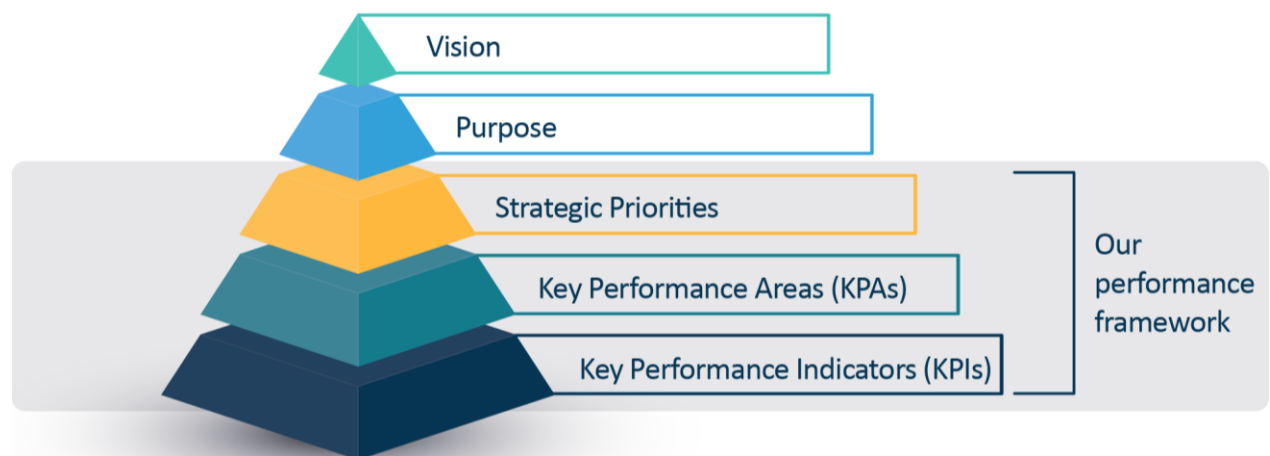 Vision
Purpose
Strategic Priorities
Key Performance Areas (KPAs)
Key Performance Indicators (KPIs)
Our
performance
framework